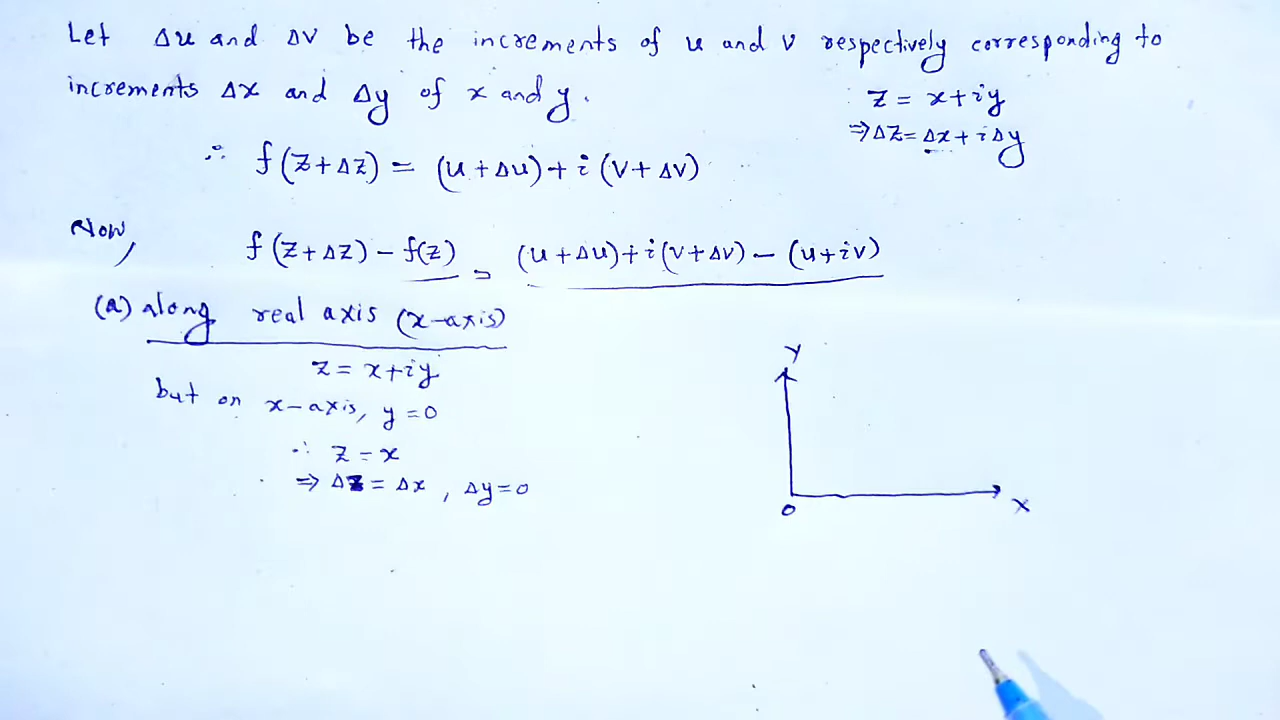 Let Δu and Δv be the increments of u and v respectively corresponding to
increments Δx and Δy of x and y.
z = x+iy
⇒Δz=Δx+iΔy
∴ f(z+Δz) = (u+Δu)+i(v+Δv)
Now, f(z+Δz)-f(z) = (u+Δu)+i(v+Δv)-(u+iv)
(a) along real axis (x-axis)
z = x+iy
but on x-axis, y=0
∴ z=x
⇒ Δz = Δx, Δy=0
Y
O
X